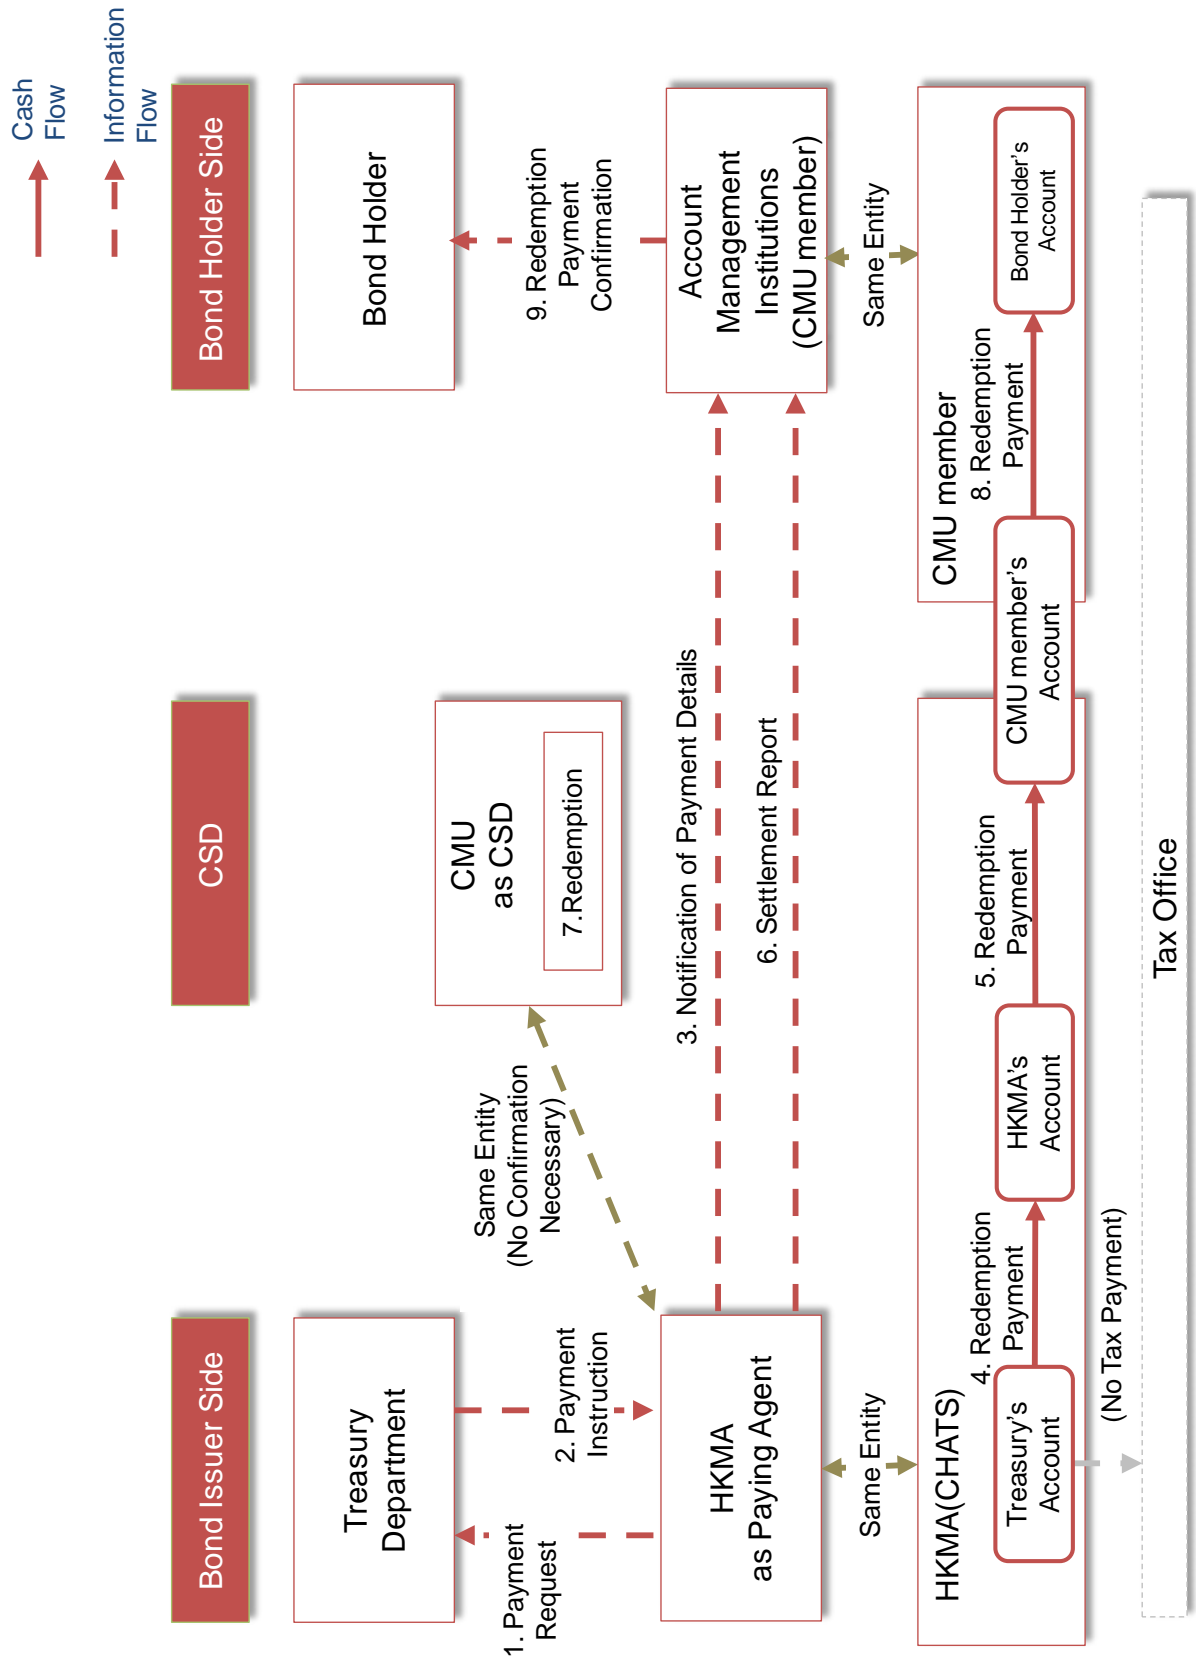 Cash
Flow
Information
Flow
Bond Issuer Side
CSD
Bond Holder Side
Treasury
Department
Bond Holder
1. Payment
Request
2. Payment
Instruction
Same Entity
(No Confirmation
Necessary)
CMU
as CSD
7.Redemption
9. Redemption
Payment
Confirmation
HKMA
as Paying Agent
3. Notification of Payment Details
6. Settlement Report
Account
Management
Institutions
(CMU member)
Same Entity
Same Entity
HKMA(CHATS)
CMU member
Treasury's
Account
4. Redemption
Payment
HKMA's
Account
5. Redemption
Payment
CMU member's
Account
8. Redemption
Payment
Bond Holder's
Account
(No Tax Payment)
Tax Office